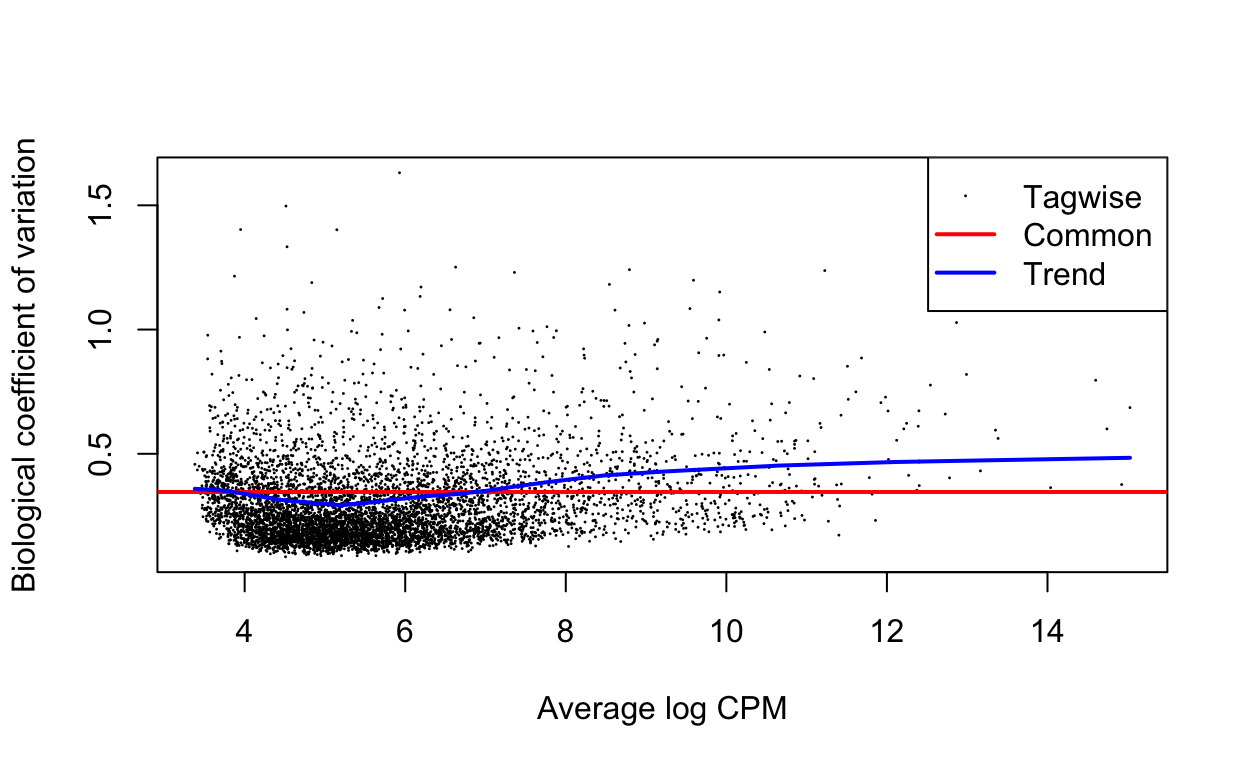 Biological coefficient of variation
1.5
1.0
0.5
Tagwise
Common
Trend
4 6 8 10 12 14
Average log CPM